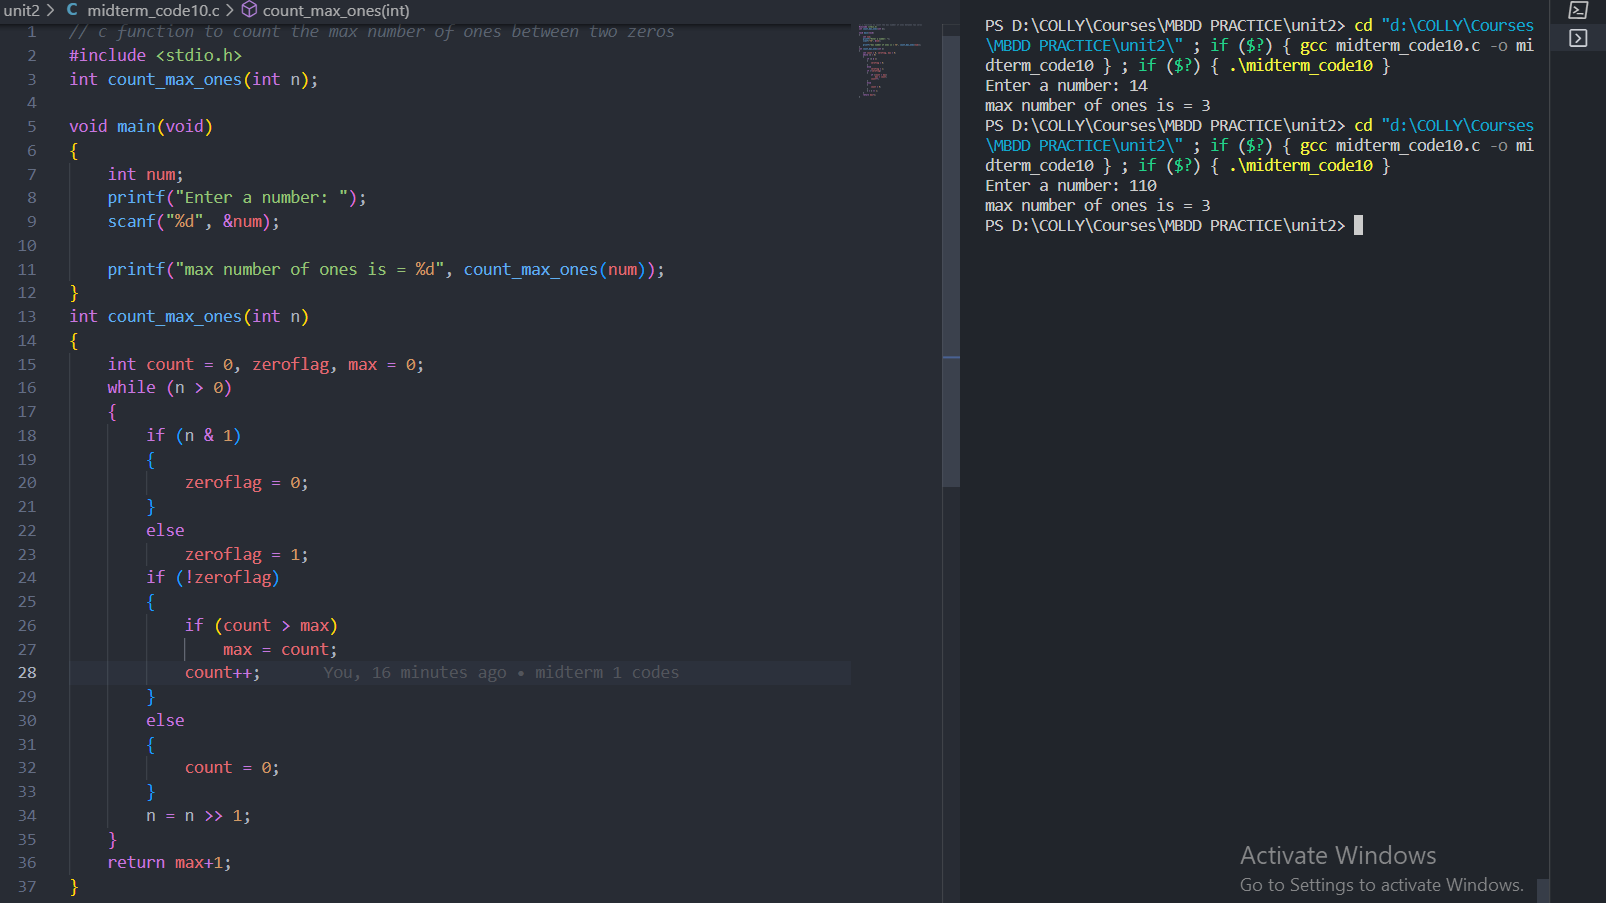 unit2 > C midterm_code10.c > count_max_ones(int)
1 // c function to count the max number of ones between two zeros
2 #include <stdio.h>
3 int count_max_ones(int n);
4
5 void main(void)
6 {
7 int num;
8 printf("Enter a number: ");
9 scanf("%d", &num);
10
11 printf("max number of ones is = %d", count_max_ones(num));
12 }
13 int count_max_ones(int n)
14 {
15 int count = 0, zeroflag, max = 0;
16 while (n > 0)
17 {
18 if (n & 1)
19 {
20 zeroflag = 0;
21 }
22 else
23 zeroflag = 1;
24 if (!zeroflag)
25 {
26 if (count > max)
27 max = count;
28 count++; You, 16 minutes ago • midterm 1 codes
29 }
30 else
31 {
32 count = 0;
33 }
34 n = n >> 1;
35 }
36 return max+1;
37 }
PS D:\COLLY\Courses\MBDD PRACTICE\unit2> cd "d:\COLLY\Courses
\MBDD PRACTICE\unit2\" ; if ($?) { gcc midterm_code10.c -o mi
dterm_code10 } ; if ($?) { .\midterm_code10 }
Enter a number: 14
max number of ones is = 3
PS D:\COLLY\Courses\MBDD PRACTICE\unit2> cd "d:\COLLY\Courses
\MBDD PRACTICE\unit2\" ; if ($?) { gcc midterm_code10.c -o mi
dterm_code10 } ; if ($?) { .\midterm_code10 }
Enter a number: 110
max number of ones is = 3
PS D:\COLLY\Courses\MBDD PRACTICE\unit2>
Activate Windows
Go to Settings to activate Windows.